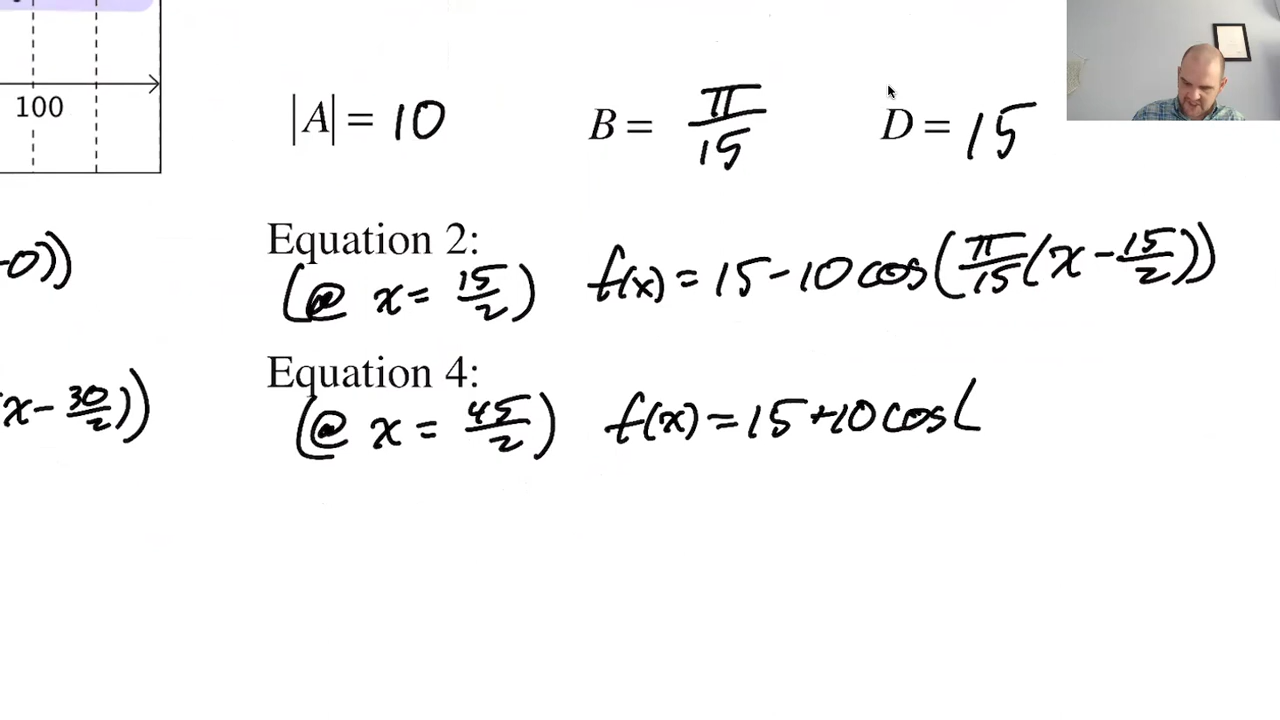 100
|A| = 10 B = π/15 D = 15
-0))
Equation 2:
(@ x = 15/2) f(x) = 15 - 10 cos(π/15(x - 15/2))
Equation 4:
x - 30/2))
(@ x = 45/2) f(x) = 15 + 10 cos(